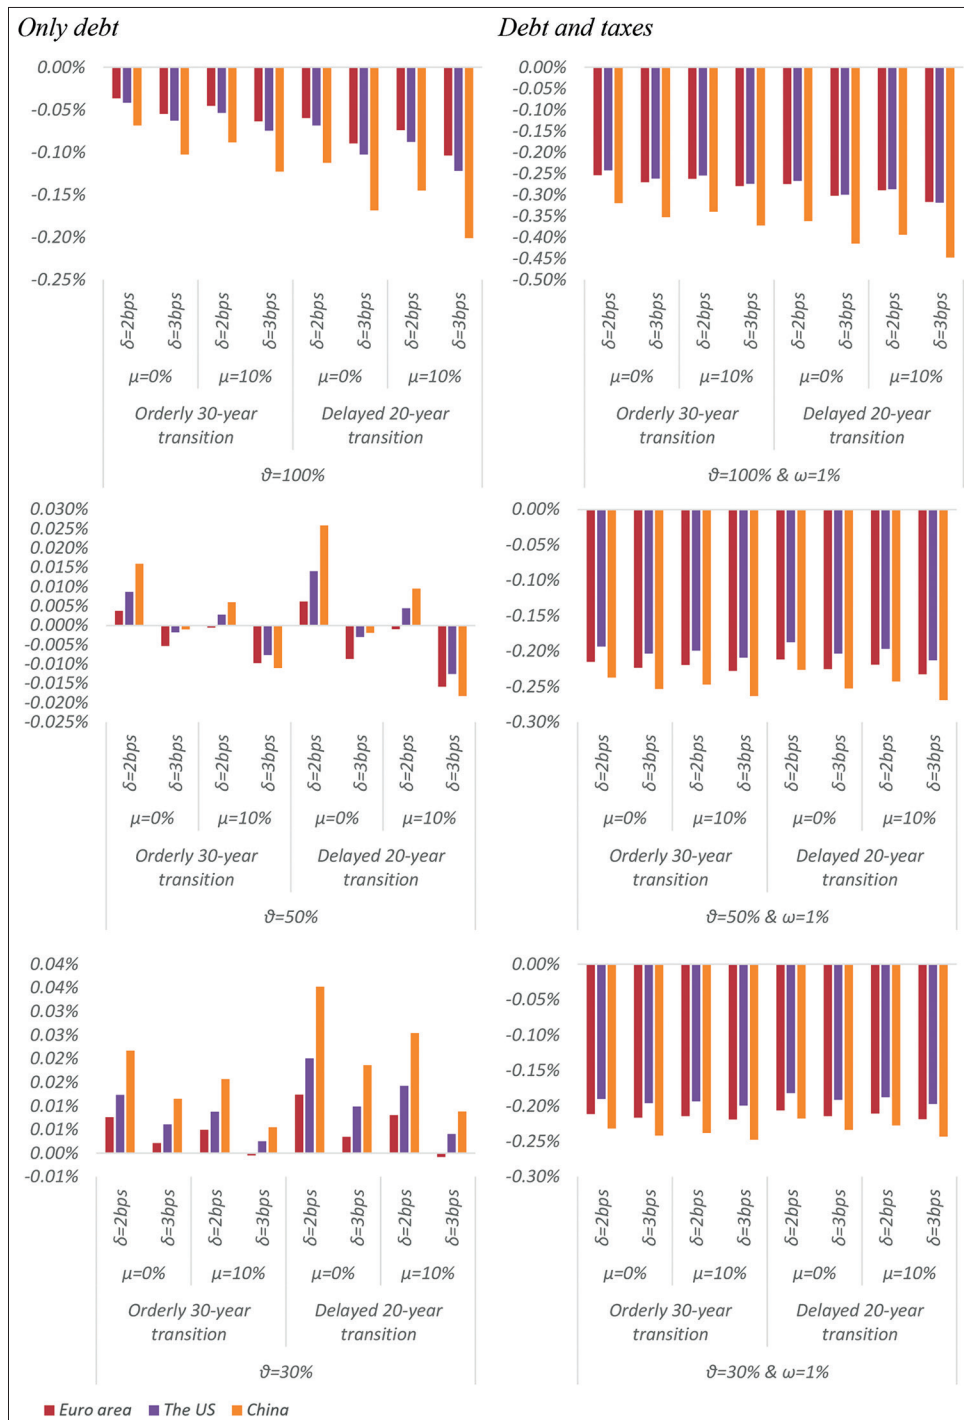 Only debt
Debt and taxes
0.00%
-0.05%
-0.10%
-0.15%
-0.20%
-0.25%
δ=2bps δ=3bps δ=2bps δ=3bps δ=2bps δ=3bps δ=2bps δ=3bps
μ=0% μ=10% μ=0% μ=10%
Orderly 30-year Delayed 20-year
transition transition
ϑ=100%
0.00%
-0.05%
-0.10%
-0.15%
-0.20%
-0.25%
-0.30%
-0.35%
-0.40%
-0.45%
-0.50%
δ=2bps δ=3bps δ=2bps δ=3bps δ=2bps δ=3bps δ=2bps δ=3bps
μ=0% μ=10% μ=0% μ=10%
Orderly 30-year Delayed 20-year
transition transition
ϑ=100% & ω=1%
0.030%
0.025%
0.020%
0.015%
0.010%
0.005%
0.000%
-0.005%
-0.010%
-0.015%
-0.020%
-0.025%
δ=2bps δ=3bps δ=2bps δ=3bps δ=2bps δ=3bps δ=2bps δ=3bps
μ=0% μ=10% μ=0% μ=10%
Orderly 30-year Delayed 20-year
transition transition
ϑ=50%
0.00%
-0.05%
-0.10%
-0.15%
-0.20%
-0.25%
-0.30%
δ=2bps δ=3bps δ=2bps δ=3bps δ=2bps δ=3bps δ=2bps δ=3bps
μ=0% μ=10% μ=0% μ=10%
Orderly 30-year Delayed 20-year
transition transition
ϑ=50% & ω=1%
0.04%
0.04%
0.03%
0.03%
0.02%
0.02%
0.01%
0.01%
0.00%
-0.01%
δ=2bps δ=3bps δ=2bps δ=3bps δ=2bps δ=3bps δ=2bps δ=3bps
μ=0% μ=10% μ=0% μ=10%
Orderly 30-year Delayed 20-year
transition transition
ϑ=30%
0.00%
-0.05%
-0.10%
-0.15%
-0.20%
-0.25%
-0.30%
δ=2bps δ=3bps δ=2bps δ=3bps δ=2bps δ=3bps δ=2bps δ=3bps
μ=0% μ=10% μ=0% μ=10%
Orderly 30-year Delayed 20-year
transition transition
ϑ=30% & ω=1%
Euro area The US China